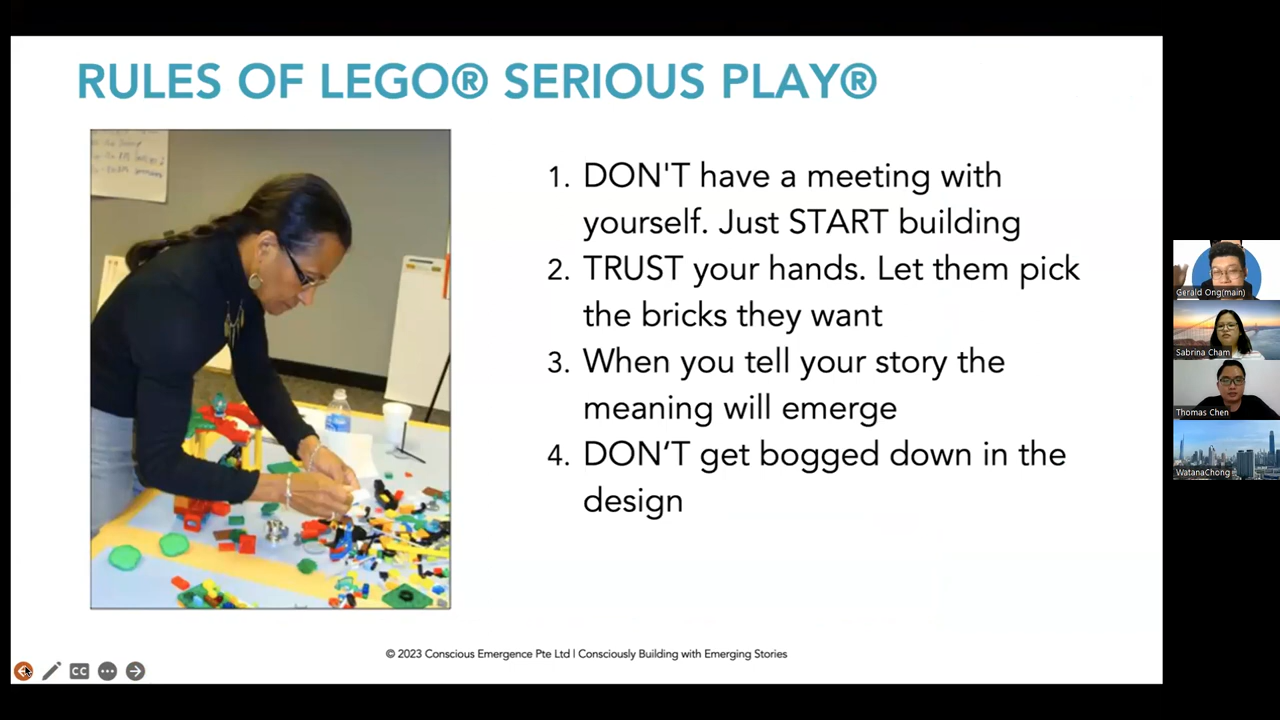 RULES OF LEGO® SERIOUS PLAY®
1. DON'T have a meeting with
yourself. Just START building
2. TRUST your hands. Let them pick
the bricks they want
3. When you tell your story the
meaning will emerge
4. DON’T get bogged down in the
design
© 2023 Conscious Emergence Pte Ltd | Consciously Building with Emerging Stories
CC
Gerald Ong(main)
Sabrina Cham
Thomas Chen
WatanaChong